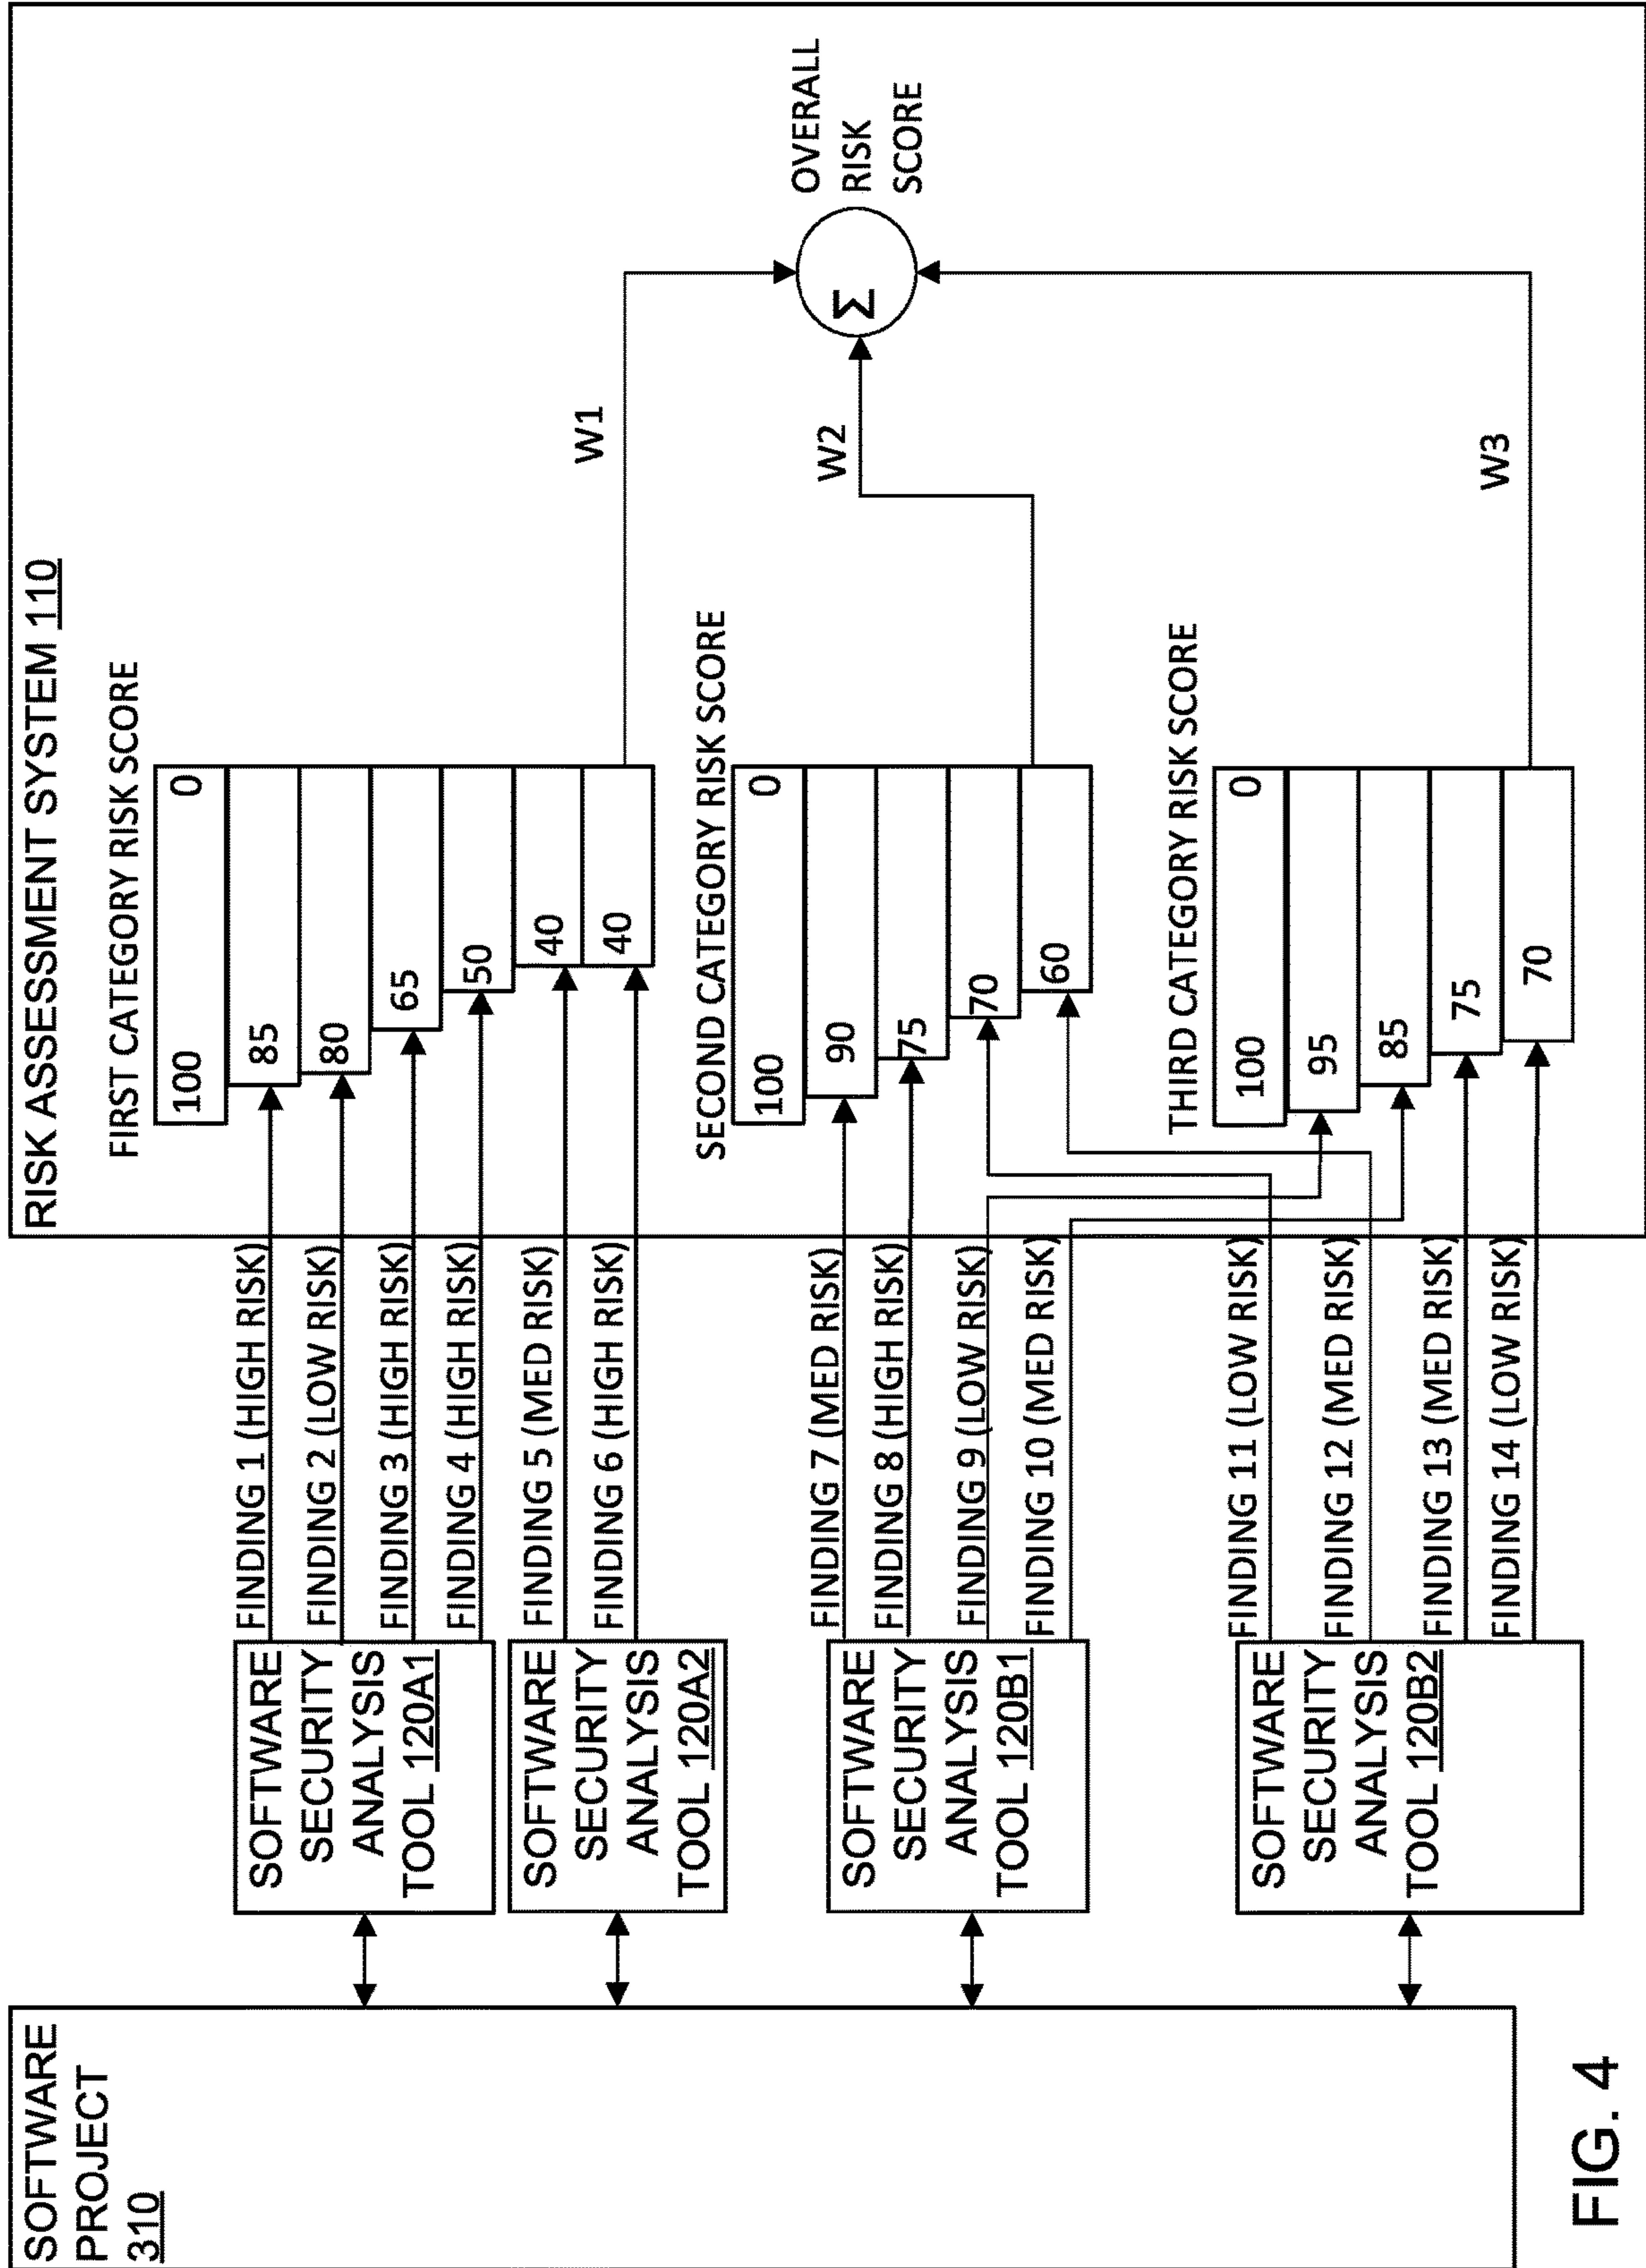 SOFTWARE
PROJECT
310
SOFTWARE
SECURITY
ANALYSIS
TOOL 120A1
SOFTWARE
SECURITY
ANALYSIS
TOOL 120A2
SOFTWARE
SECURITY
ANALYSIS
TOOL 120B1
SOFTWARE
SECURITY
ANALYSIS
TOOL 120B2
FINDING 1 (HIGH RISK)
FINDING 2 (LOW RISK)
FINDING 3 (HIGH RISK)
FINDING 4 (HIGH RISK)
FINDING 5 (MED RISK)
FINDING 6 (HIGH RISK)
FINDING 7 (MED RISK)
FINDING 8 (HIGH RISK)
FINDING 9 (LOW RISK)
FINDING 10 (MED RISK)
FINDING 11 (LOW RISK)
FINDING 12 (MED RISK)
FINDING 13 (MED RISK)
FINDING 14 (LOW RISK)
RISK ASSESSMENT SYSTEM 110
FIRST CATEGORY RISK SCORE
100 0
85
80
65
50
40
40
SECOND CATEGORY RISK SCORE
100 0
90
75
70
60
THIRD CATEGORY RISK SCORE
100 0
95
85
75
70
W1
W2
W3
Σ
OVERALL
RISK
SCORE
FIG. 4